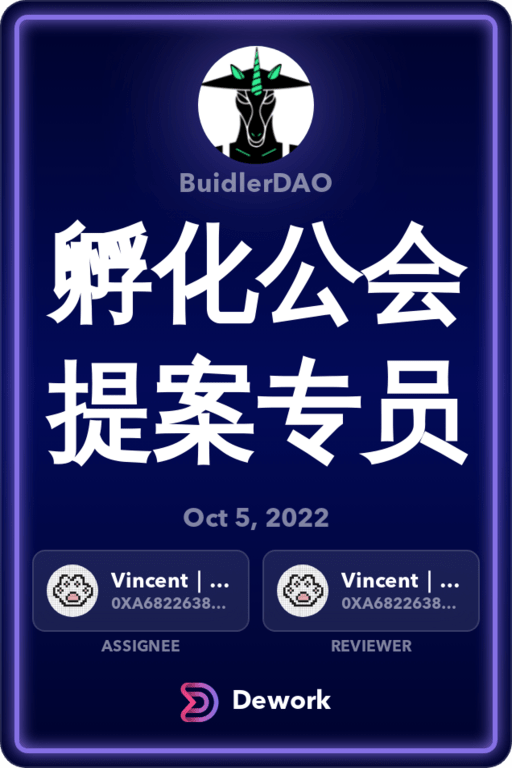 BuidlerDAO
孵化公会
提案专员
Oct 5, 2022
Vincent | ...
0XA6822638...
ASSIGNEE
Vincent | ...
0XA6822638...
REVIEWER
Dework